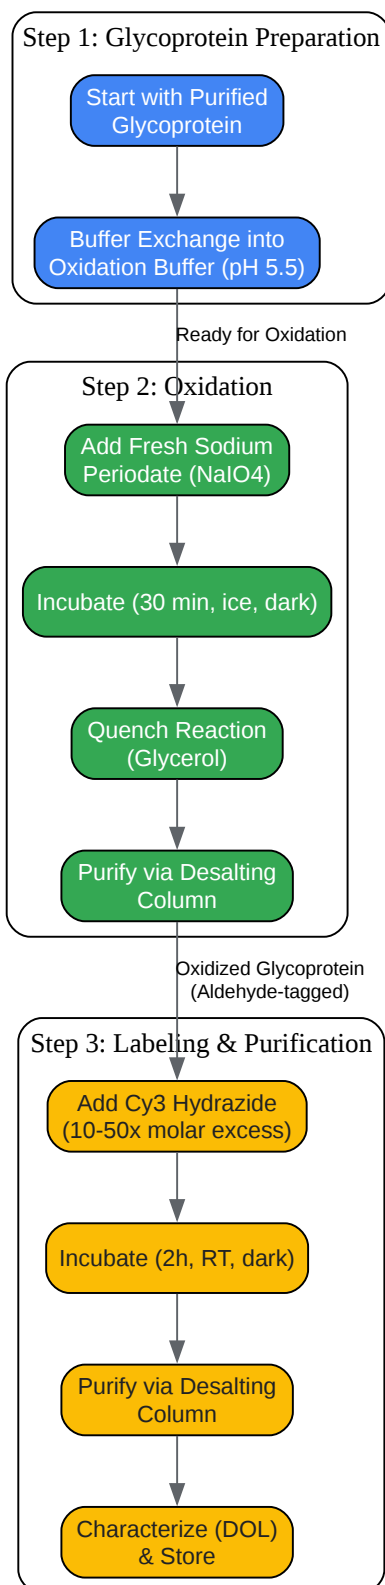 Step 1: Glycoprotein Preparation
Start with Purified
Glycoprotein
Buffer Exchange into
Oxidation Buffer (pH 5.5)
Ready for Oxidation
Step 2: Oxidation
Add Fresh Sodium
Periodate (NaIO4)
Incubate (30 min, ice, dark)
Quench Reaction
(Glycerol)
Purify via Desalting
Column
Oxidized Glycoprotein
(Aldehyde-tagged)
Step 3: Labeling & Purification
Add Cy3 Hydrazide
(10-50x molar excess)
Incubate (2h, RT, dark)
Purify via Desalting
Column
Characterize (DOL)
& Store